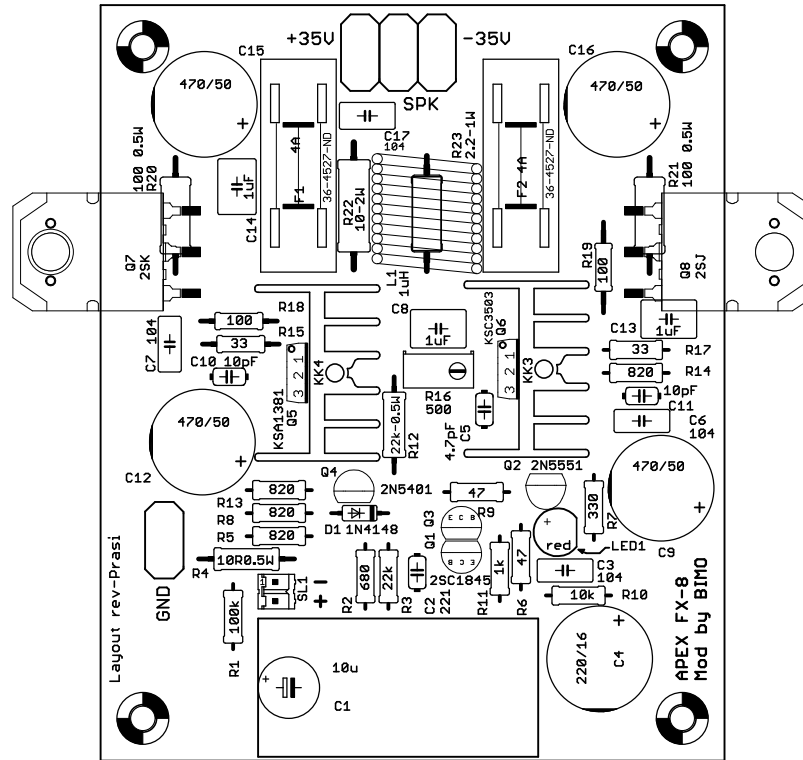 C15
+35V
-35V
C16
470/50
470/50
SPK
+
+
100 0.5W
R20
1uF
C14
F1
4A
36-4527-ND
C17
104
R22
10-2W
R23
2.2-1W
F2 4A
36-4527-ND
R21
100 0.5W
Q7
2SK
Q8
2SJ
R19
100
L1
1uH
C7 104
R18
100
R15
33
C10 10pF
KSA1381
Q5
3 2 1
KK4
C8
1uF
R16
500
KSC3503
Q6
3 2 1
KK3
C13
1uF
33
R17
820
R14
10pF
C11
C6
104
470/50
+
C12
22k-0.5W
R12
4.7pF
C5
470/50
+
C9
Q4
2N5401
Q2
2N5551
820
R13
820
R8
820
R5
D1 1N4148
47
R9
Q3
E C B
Q1
E C B
2SC1845
330
R7
+
red
LED1
10R0.5W
R4
GND
SL1
-
+
680
R2
22k
R3
C2
221
1k
R11
47
R6
C3
104
10k
R10
100k
R1
Layout rev-Prasi
10u
+
C1
220/16
+
C4
APEX FX-8
Mod by BIMO